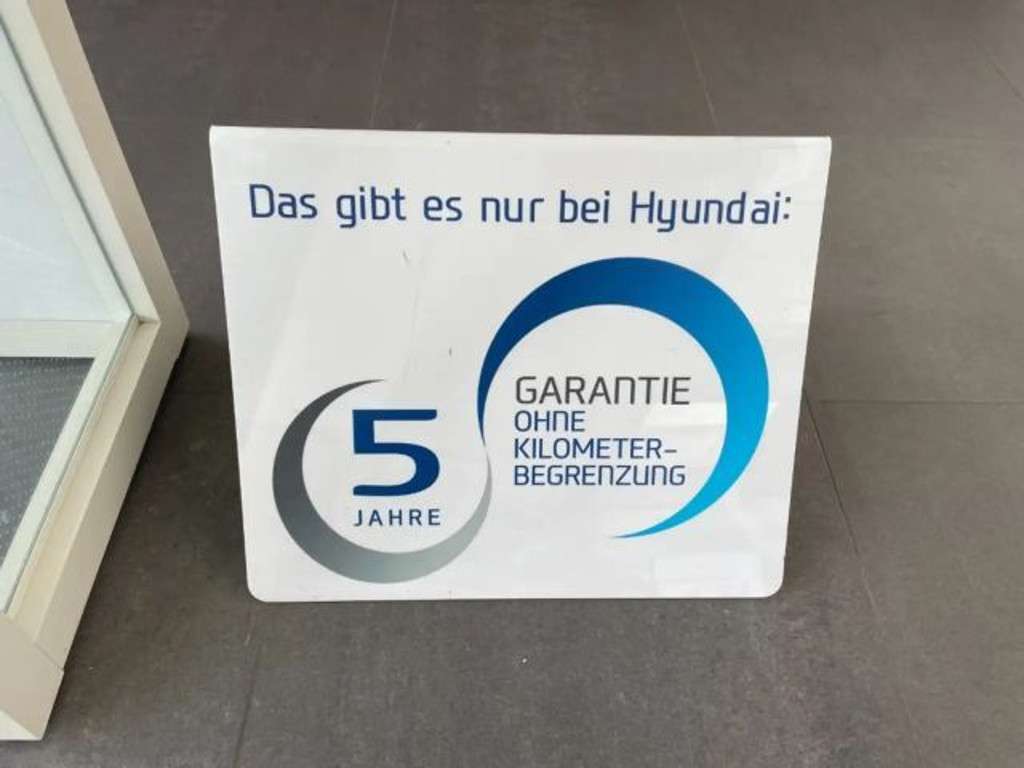 Das gibt es nur bei Hyundai:
5
JAHRE
GARANTIE
OHNE
KILOMETER-
BEGRENZUNG